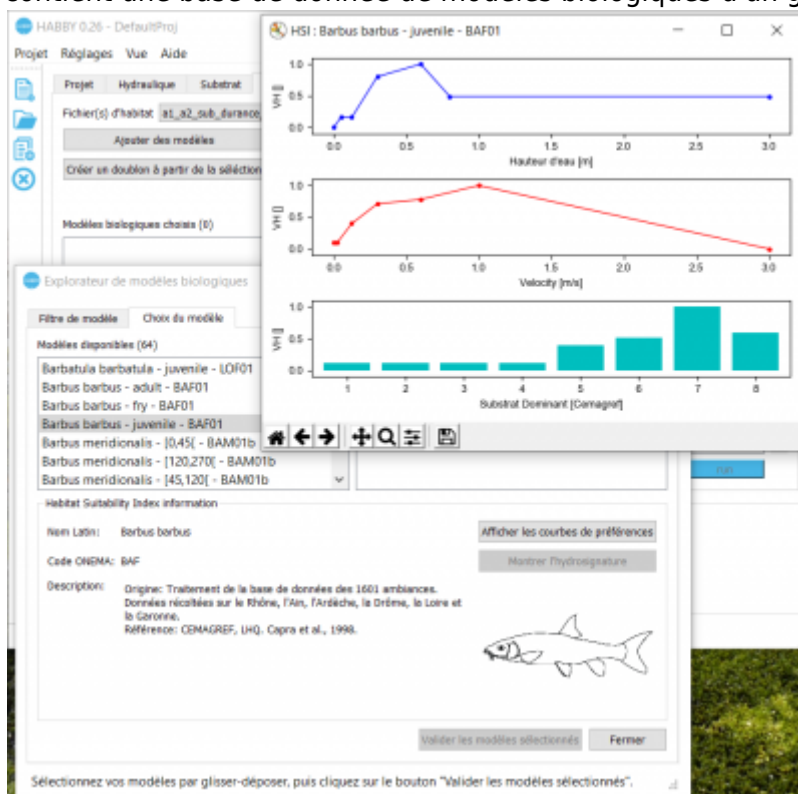 contient une base de donnée de modèles biologiques d'un g
HABBY 0.26 - DefaultProj
Projet Réglages Vue Aide
Projet Hydraulique Substrat
Fichier(s) d'habitat a1_a2_sub_durance
Ajouter des modèles
Créer un doublon à partir de la séléction
Modèles biologiques choisis (0)
HSI : Barbus barbus - juvenile - BAF01
1.0
0.5
0.0
VH []
0.0 0.5 1.0 1.5 2.0 2.5 3.0
Hauteur d'eau [m]
1.0
0.5
0.0
VH []
0.0 0.5 1.0 1.5 2.0 2.5 3.0
Velocity [m/s]
1.0
0.5
0.0
VH []
1 2 3 4 5 6 7 8
Substrat Dominant [Cemagref]
run
Explorateur de modèles biologiques
Filtre de modèle Choix du modèle
Modèles disponibles (64)
Barbatula barbatula - juvenile - LOF01
Barbus barbus - adult - BAF01
Barbus barbus - fry - BAF01
Barbus barbus - juvenile - BAF01
Barbus meridionalis - [0,45[ - BAM01b
Barbus meridionalis - [120,270[ - BAM01b
Barbus meridionalis - [45,120[ - BAM01b
Habitat Suitability Index information
Nom Latin: Barbus barbus
Afficher les courbes de préférences
Code ONEMA: BAF
Montrer l'hydrosignature
Description: Origine: Traitement de la base de données des 1601 ambiances.
Données récoltées sur le Rhône, l'Ain, l'Ardèche, la Drôme, la Loire et
la Garonne.
Référence: CEMAGREF, LHQ. Capra et al., 1998.
Valider les modèles sélectionnés Fermer
Sélectionnez vos modèles par glisser-déposer, puis cliquez sur le bouton "Valider les modèles sélectionnés".